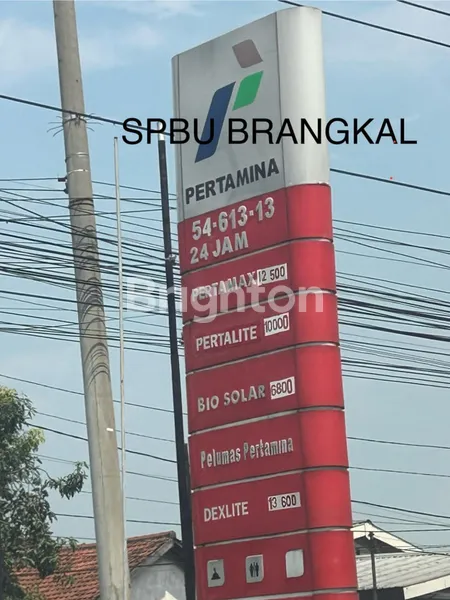 SPBU BRANGKAL
PERTAMINA
54-613-13
24 JAM
PERTAMAX 12 500
Brighton
PERTALITE 10000
BIO SOLAR 6800
Pelumas Pertamina
DEXLITE 13 600